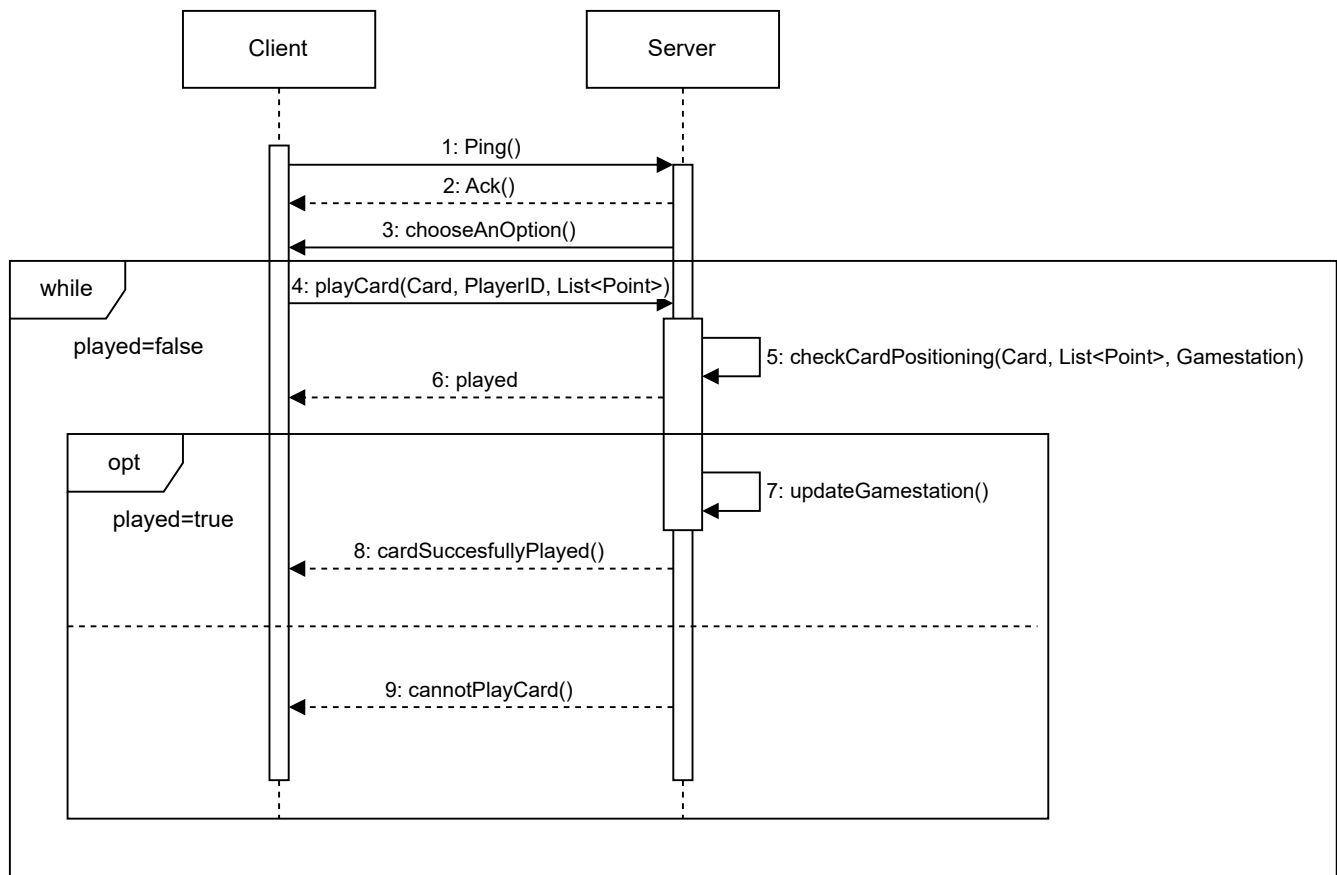 Client
Server
1: Ping()
2: Ack()
3: chooseAnOption()
while
4: playCard(Card, PlayerID, List<Point>)
played=false
5: checkCardPositioning(Card, List<Point>, Gamestation)
6: played
opt
7: updateGamestation()
played=true
8: cardSuccesfullyPlayed()
9: cannotPlayCard()